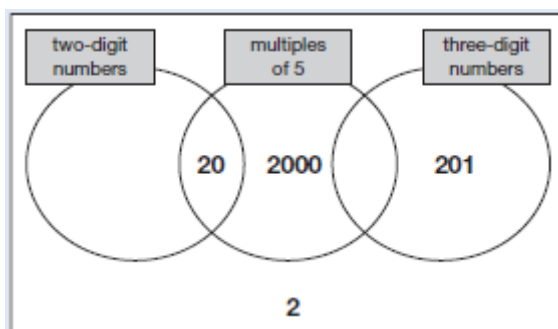 two-digit
numbers
multiples
of 5
three-digit
numbers
20 2000 201
2